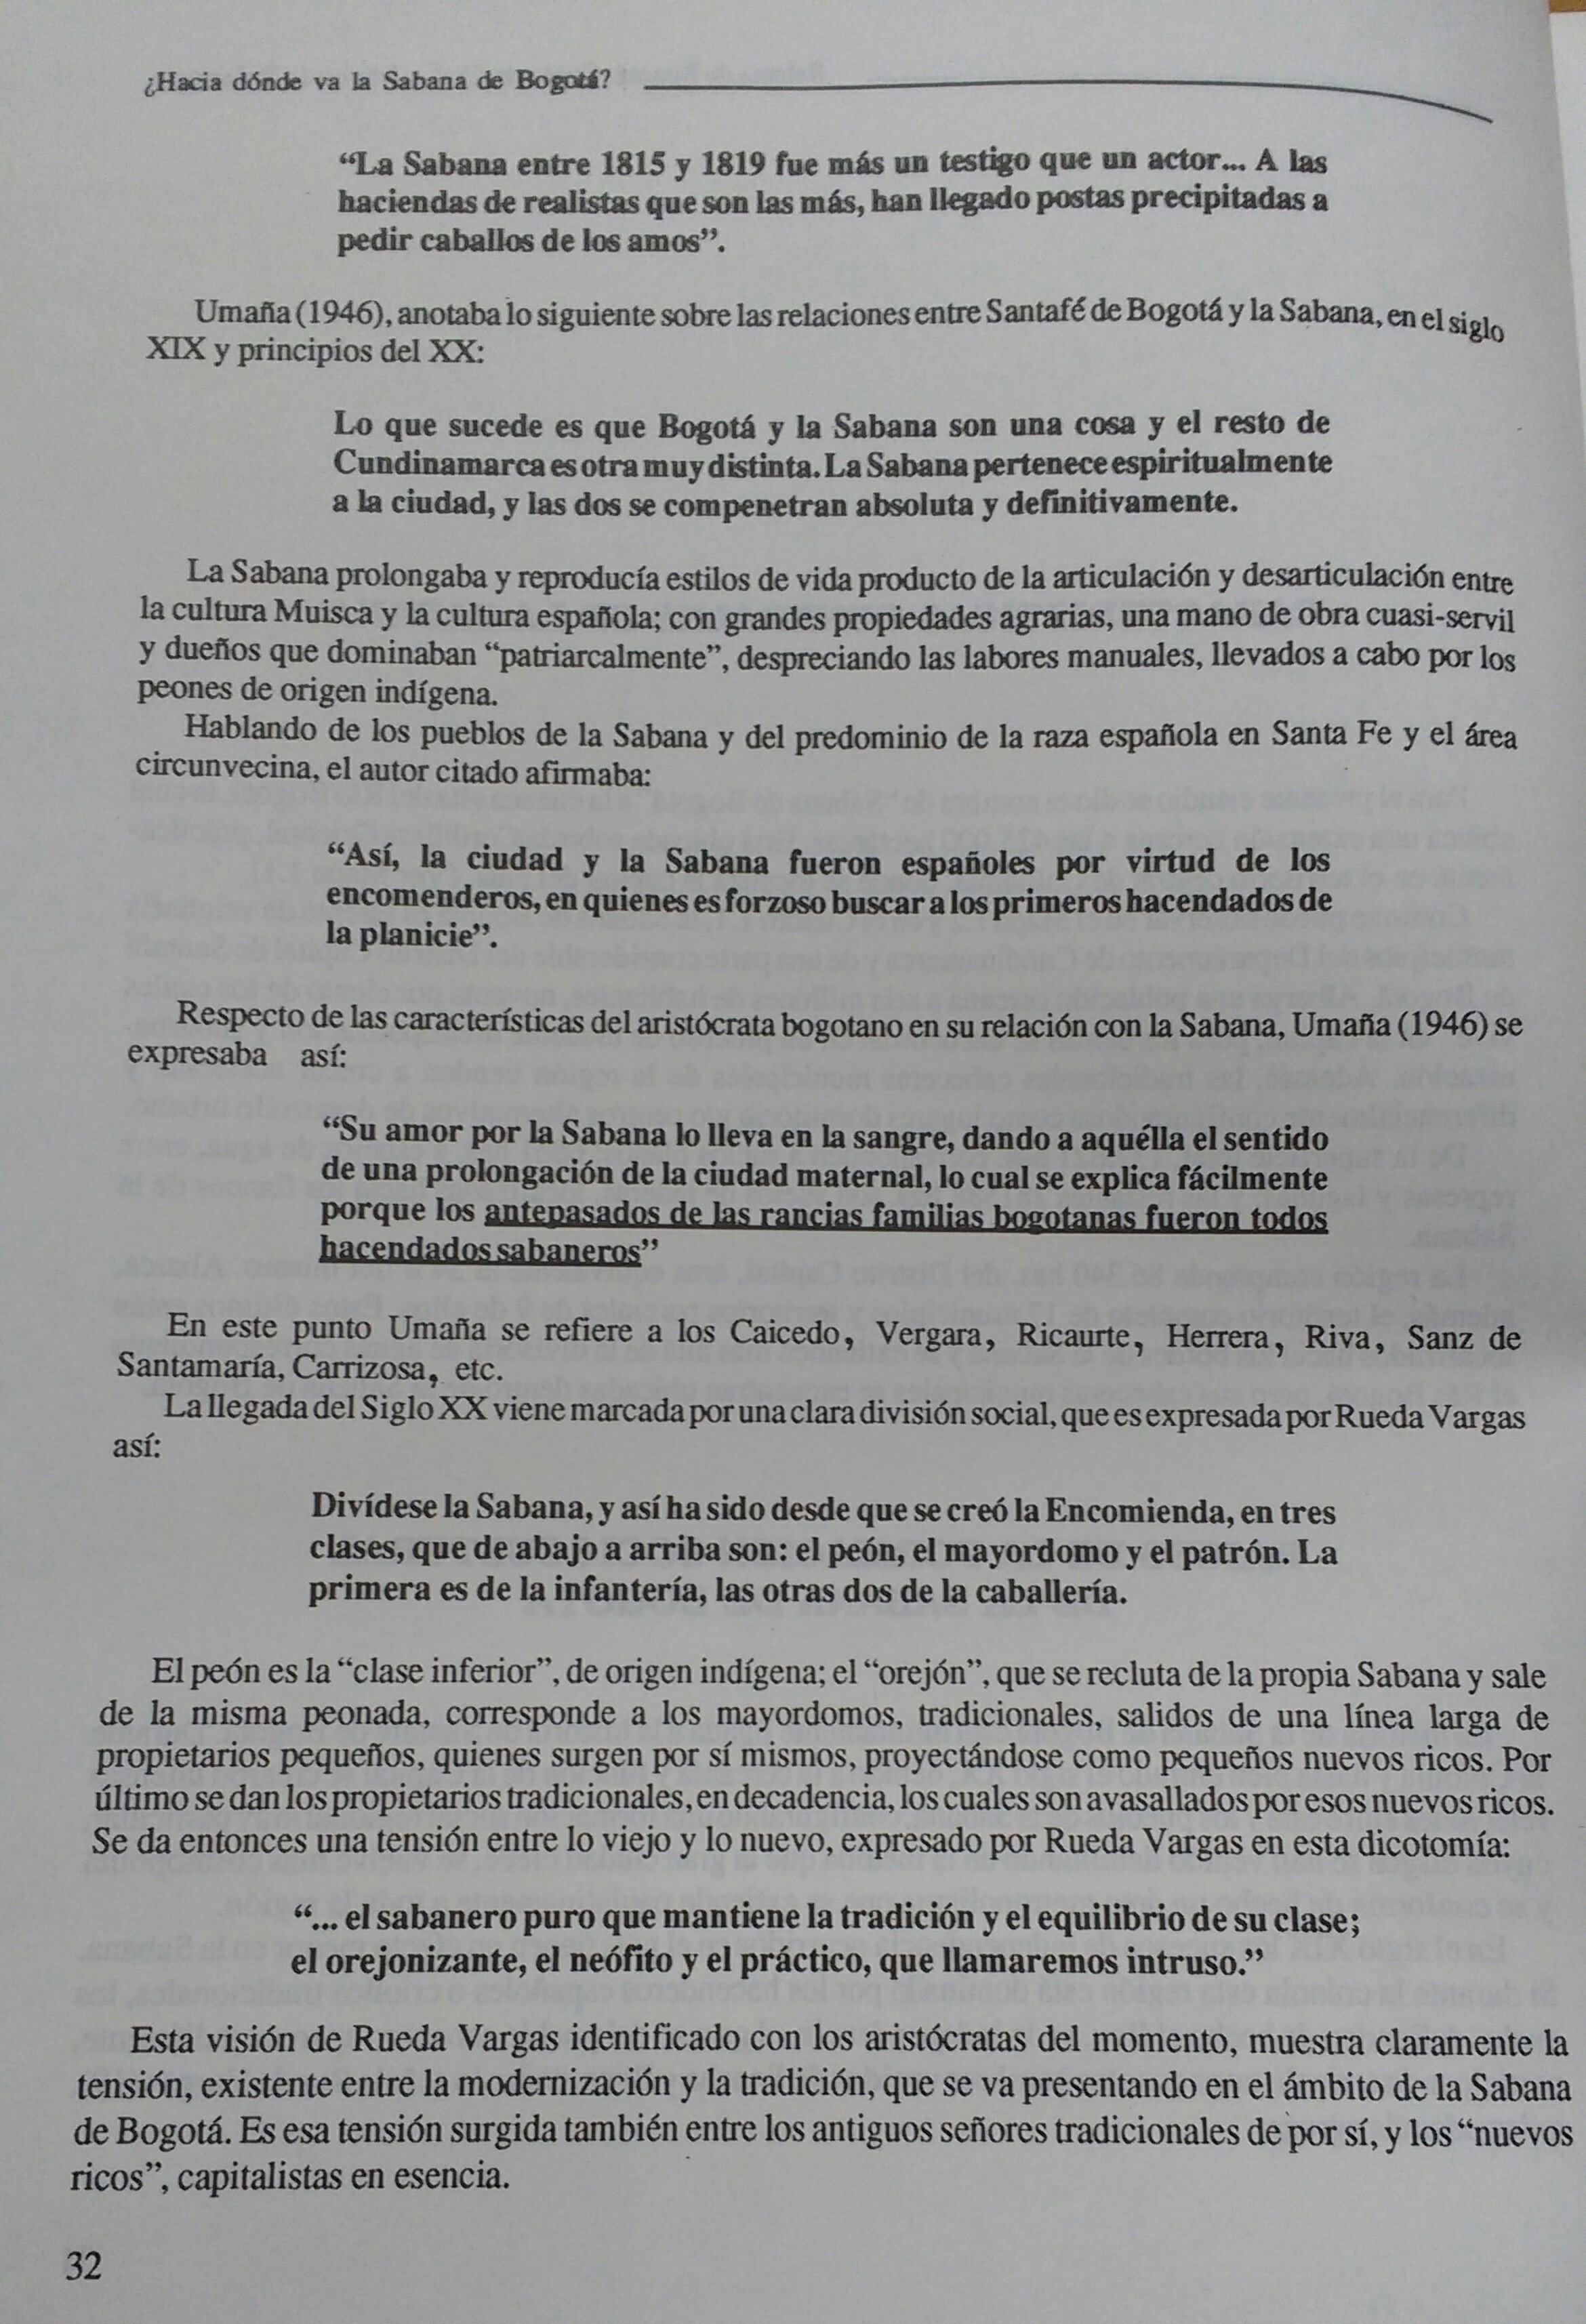 ¿Hacia dónde va la Sabana de Bogotá?
“La Sabana entre 1815 y 1819 fue más un testigo que un actor... A las
haciendas de realistas que son las más, han llegado postas precipitadas a
pedir caballos de los amos”.
Umaña (1946), anotaba lo siguiente sobre las relaciones entre Santafé de Bogotá y la Sabana, en el siglo
XIX y principios del XX:
Lo que sucede es que Bogotá y la Sabana son una cosa y el resto de
Cundinamarca es otra muy distinta. La Sabana pertenece espiritualmente
a la ciudad, y las dos se compenetran absoluta y definitivamente.
La Sabana prolongaba y reproducía estilos de vida producto de la articulación y desarticulación entre
la cultura Muisca y la cultura española; con grandes propiedades agrarias, una mano de obra cuasi-servil
y dueños que dominaban “patriarcalmente”, despreciando las labores manuales, llevados a cabo por los
peones de origen indígena.
Hablando de los pueblos de la Sabana y del predominio de la raza española en Santa Fe y el área
circunvecina, el autor citado afirmaba:
“Así, la ciudad y la Sabana fueron españoles por virtud de los
encomenderos, en quienes es forzoso buscar a los primeros hacendados de
la planicie”.
Respecto de las características del aristócrata bogotano en su relación con la Sabana, Umaña (1946) se
expresaba así:
“Su amor por la Sabana lo lleva en la sangre, dando a aquélla el sentido
de una prolongación de la ciudad maternal, lo cual se explica fácilmente
porque los antepasados de las rancias familias bogotanas fueron todos
hacendados sabaneros”
En este punto Umaña se refiere a los Caicedo, Vergara, Ricaurte, Herrera, Riva, Sanz de
Santamaría, Carrizosa, etc.
La llegada del Siglo XX viene marcada por una clara división social, que es expresada por Rueda Vargas
así:
Divídese la Sabana, y así ha sido desde que se creó la Encomienda, en tres
clases, que de abajo a arriba son: el peón, el mayordomo y el patrón. La
primera es de la infantería, las otras dos de la caballería.
El peón es la “clase inferior”, de origen indígena; el “orejón”, que se recluta de la propia Sabana y sale
de la misma peonada, corresponde a los mayordomos, tradicionales, salidos de una línea larga de
propietarios pequeños, quienes surgen por sí mismos, proyectándose como pequeños nuevos ricos. Por
último se dan los propietarios tradicionales, en decadencia, los cuales son avasallados por esos nuevos ricos.
Se da entonces una tensión entre lo viejo y lo nuevo, expresado por Rueda Vargas en esta dicotomía:
“... el sabanero puro que mantiene la tradición y el equilibrio de su clase;
el orejonizante, el neófito y el práctico, que llamaremos intruso.”
Esta visión de Rueda Vargas identificado con los aristócratas del momento, muestra claramente la
tensión, existente entre la modernización y la tradición, que se va presentando en el ámbito de la Sabana
de Bogotá. Es esa tensión surgida también entre los antiguos señores tradicionales de por sí, y los “nuevos
ricos”, capitalistas en esencia.
32